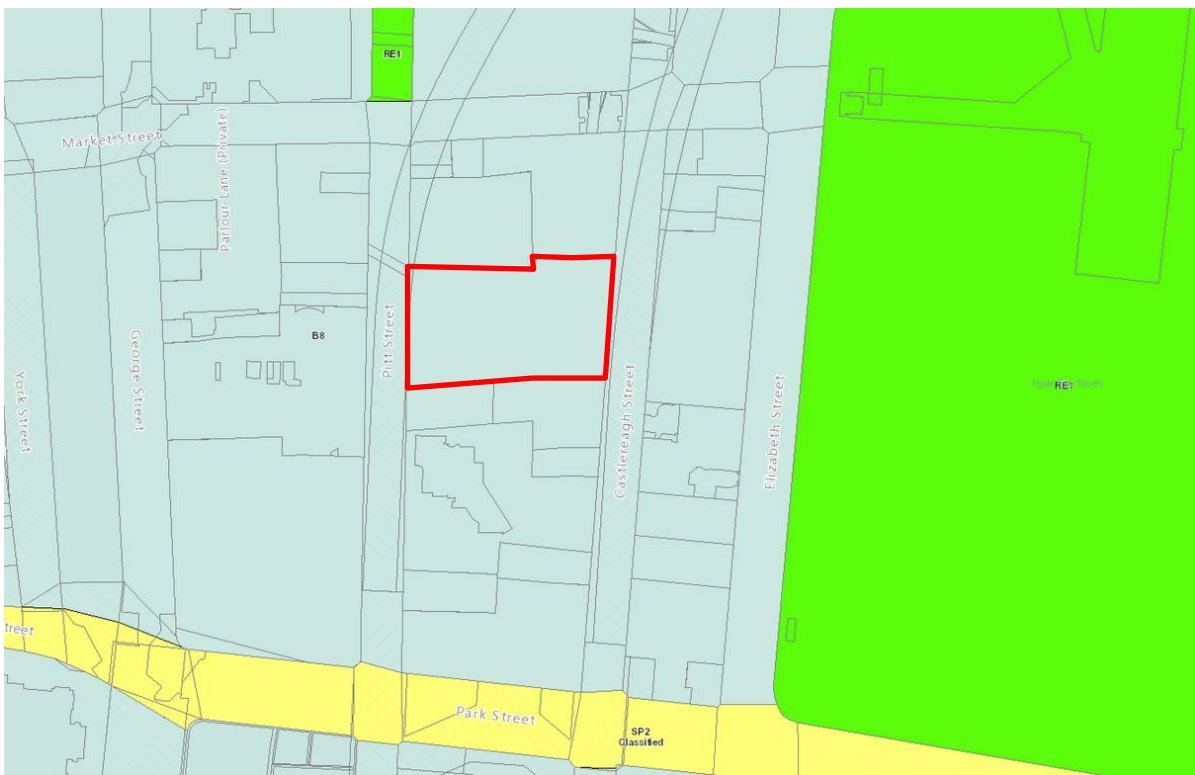 RE1
Market Street
Parlour Lane (Private)
B8
Pitt Street
George Street
York Street
Castlereagh Street
Elizabeth Street
RE1
treet
Park Street
SP2
Classified